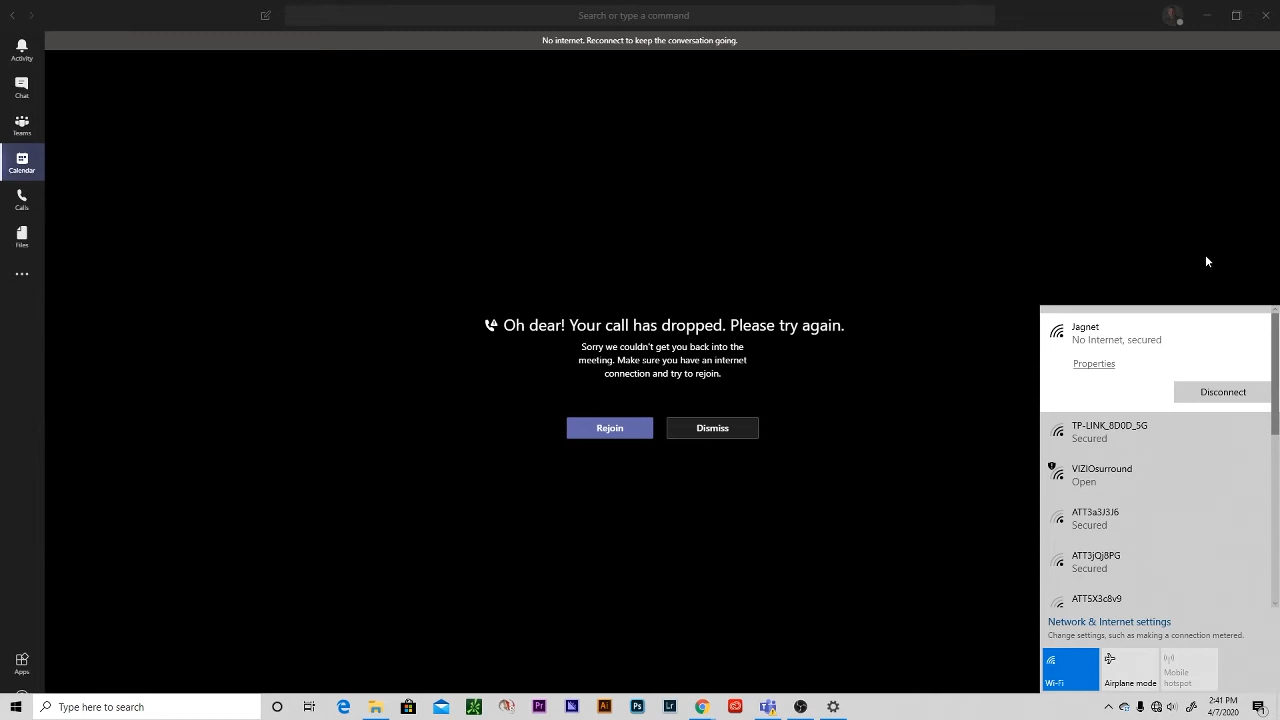 Search or type a command
No internet. Reconnect to keep the conversation going.
Activity
Chat
Teams
Calendar
Calls
Files
Oh dear! Your call has dropped. Please try again.
Sorry we couldn't get you back into the
meeting. Make sure you have an internet
connection and try to rejoin.
Rejoin
Dismiss
Jagnet
No Internet, secured
Properties
Disconnect
TP-LINK_8D0D_5G
Secured
VIZIOsurround
Open
ATT3a3J3J6
Secured
ATT3jQj8PG
Secured
ATT5X3c8v9
Network & Internet settings
Change settings, such as making a connection metered.
Wi-Fi
Airplane mode
Mobile
hotspot
Apps
Type here to search
Pr
Ai
Ps
Lr
2:41 PM
4/7/2020